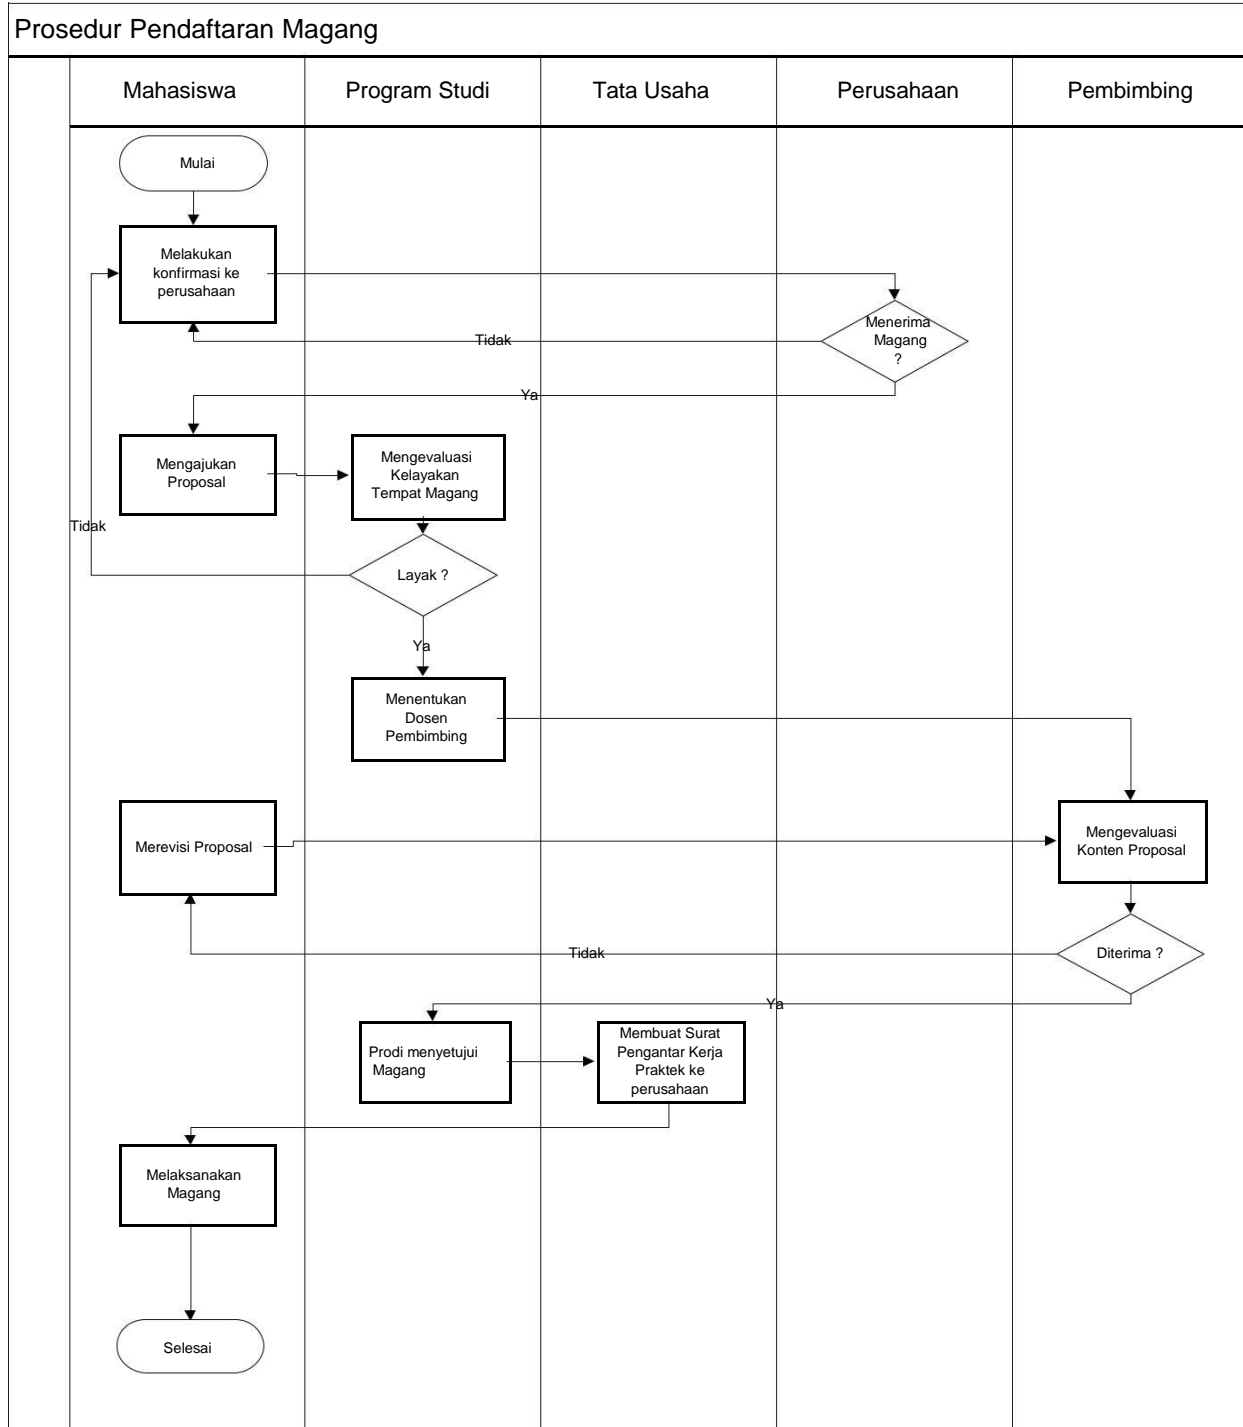 Prosedur Pendaftaran Magang
Mahasiswa
Program Studi
Tata Usaha
Perusahaan
Pembimbing
Mulai
Melakukan
konfirmasi ke
perusahaan
Menerima
Magang
?
Tidak
Ya
Mengajukan
Proposal
Mengevaluasi
Kelayakan
Tempat Magang
Tidak
Layak ?
Ya
Menentukan
Dosen
Pembimbing
Merevisi Proposal
Mengevaluasi
Konten Proposal
Diterima ?
Tidak
Ya
Prodi menyetujui
Magang
Membuat Surat
Pengantar Kerja
Praktek ke
perusahaan
Melaksanakan
Magang
Selesai